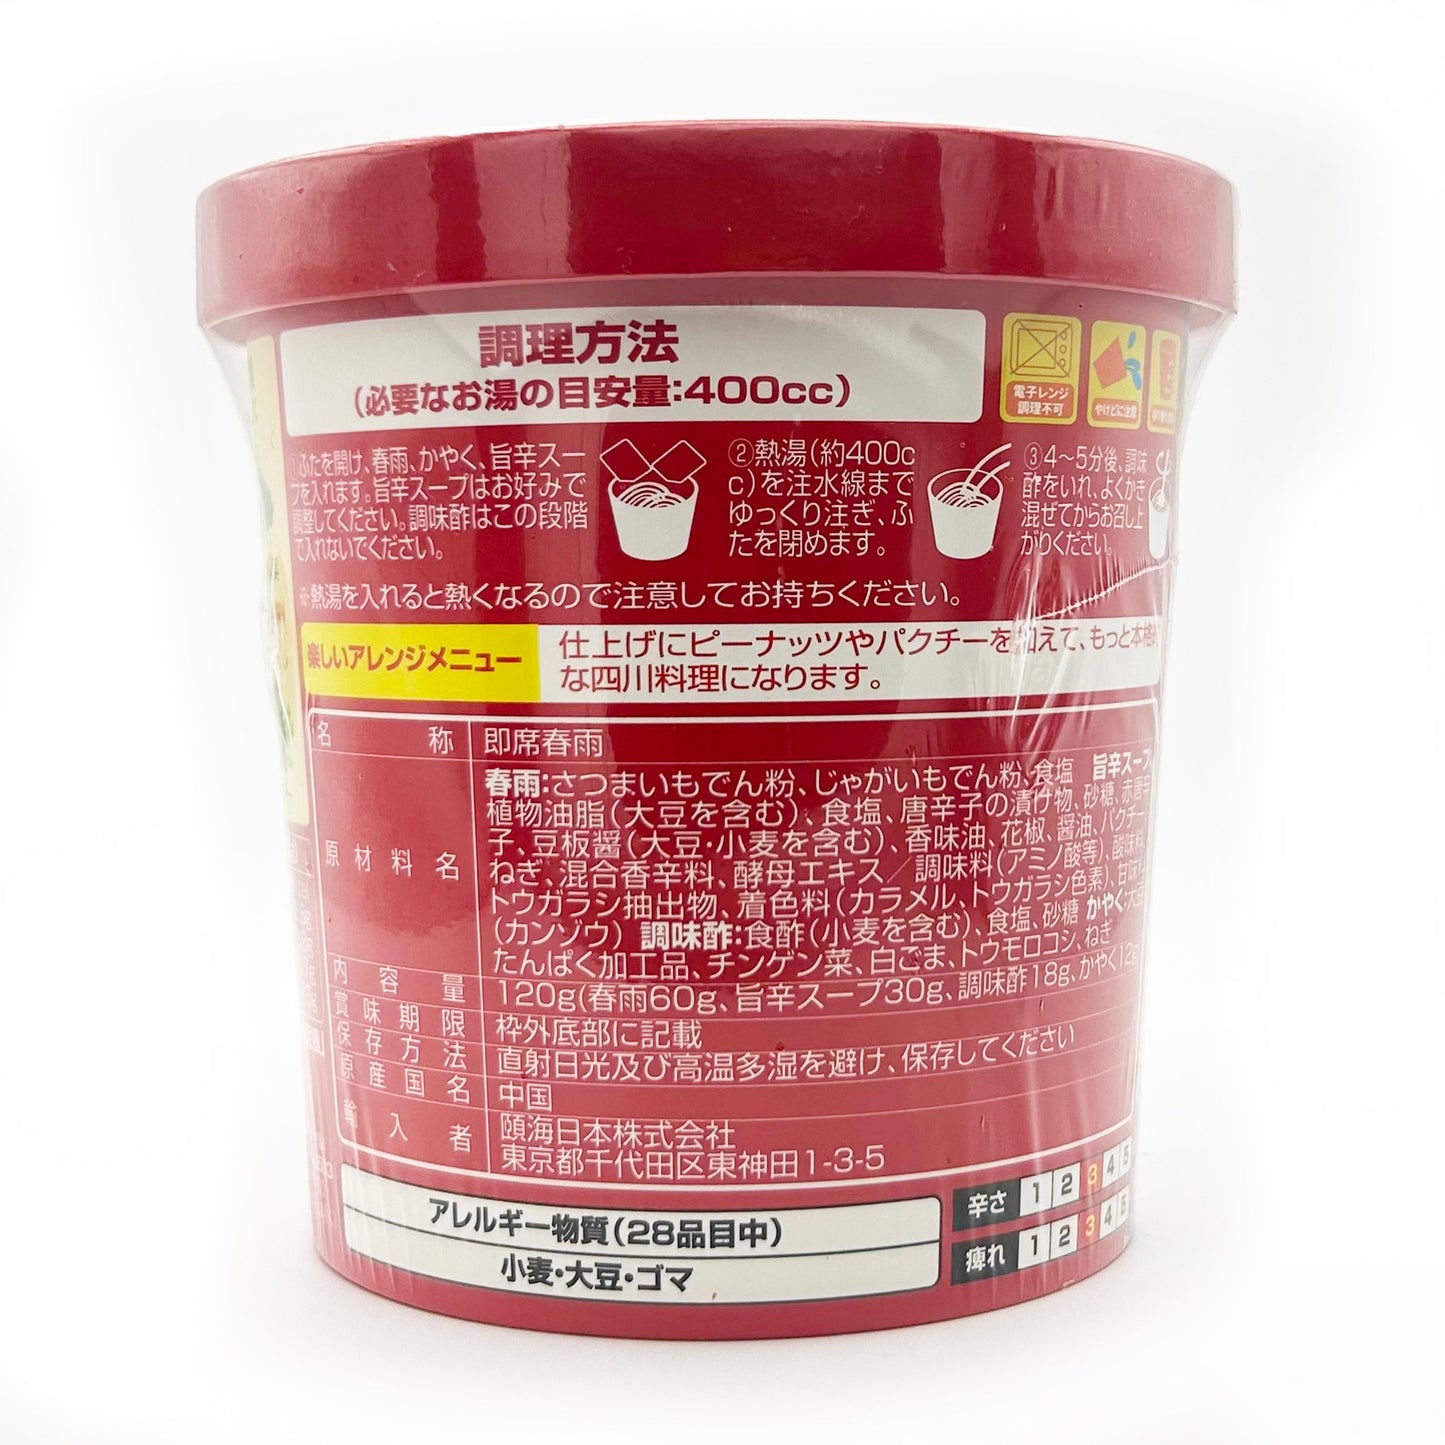 調理方法
(必要なお湯の目安量:400cc)
電子レンジ
調理不可
やけどに注意
①ふたを開け、春雨、かやく、旨辛スー
プを入れます。旨辛スープはお好みで
調整してください。調味酢はこの段階
で入れないでください。
②熱湯(約400c
c)を注水線まで
ゆっくり注ぎ、ふ
たを閉めます。
③4〜5分後、調味
酢をいれ、よくかき
混ぜてからお召し上
がりください。
※熱湯を入れると熱くなるので注意してお持ちください。
楽しいアレンジメニュー
仕上げにピーナッツやパクチーを加えて、もっと本格的
な四川料理になります。
名称 即席春雨
原材料名
春雨:さつまいもでん粉、じゃがいもでん粉、食塩 旨辛スープ:
植物油脂(大豆を含む)、食塩、唐辛子の漬け物、砂糖、赤唐辛
子、豆板醤(大豆・小麦を含む)、香味油、花椒、醤油、パクチー、
ねぎ、混合香辛料、酵母エキス/調味料(アミノ酸等)、酸味料、
トウガラシ抽出物、着色料(カラメル、トウガラシ色素)、甘味料
(カンゾウ) 調味酢:食酢(小麦を含む)、食塩、砂糖 かやく:大豆
たんぱく加工品、チンゲン菜、白ごま、トウモロコシ、ねぎ
内容量 120g(春雨60g、旨辛スープ30g、調味酢18g、かやく12g
賞味期限 枠外底部に記載
保存方法 直射日光及び高温多湿を避け、保存してください
原産国名 中国
輸入者 頤海日本株式会社
東京都千代田区東神田1-3-5
アレルギー物質(28品目中)
小麦・大豆・ゴマ
辛さ 1 2 3 4 5
痺れ 1 2 3 4 5